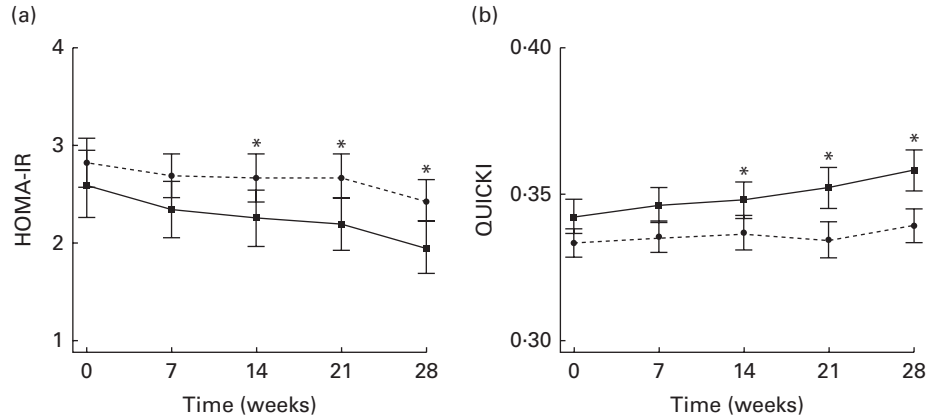 (a)
4
3
2
1
HOMA-IR
* * *
0 7 14 21 28
Time (weeks)
(b)
0·40
0·35
0·30
QUICKI
* * *
0 7 14 21 28
Time (weeks)